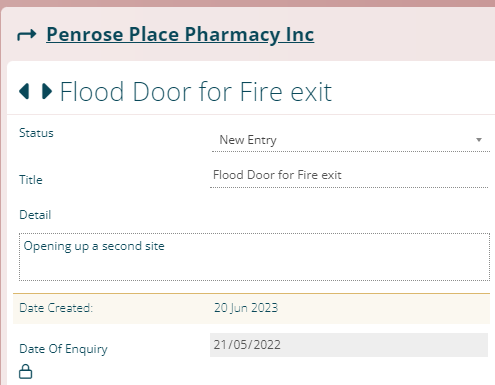 Penrose Place Pharmacy Inc
Flood Door for Fire exit
Status
New Entry
Title
Flood Door for Fire exit
Detail
Opening up a second site
Date Created:
20 Jun 2023
Date Of Enquiry
21/05/2022